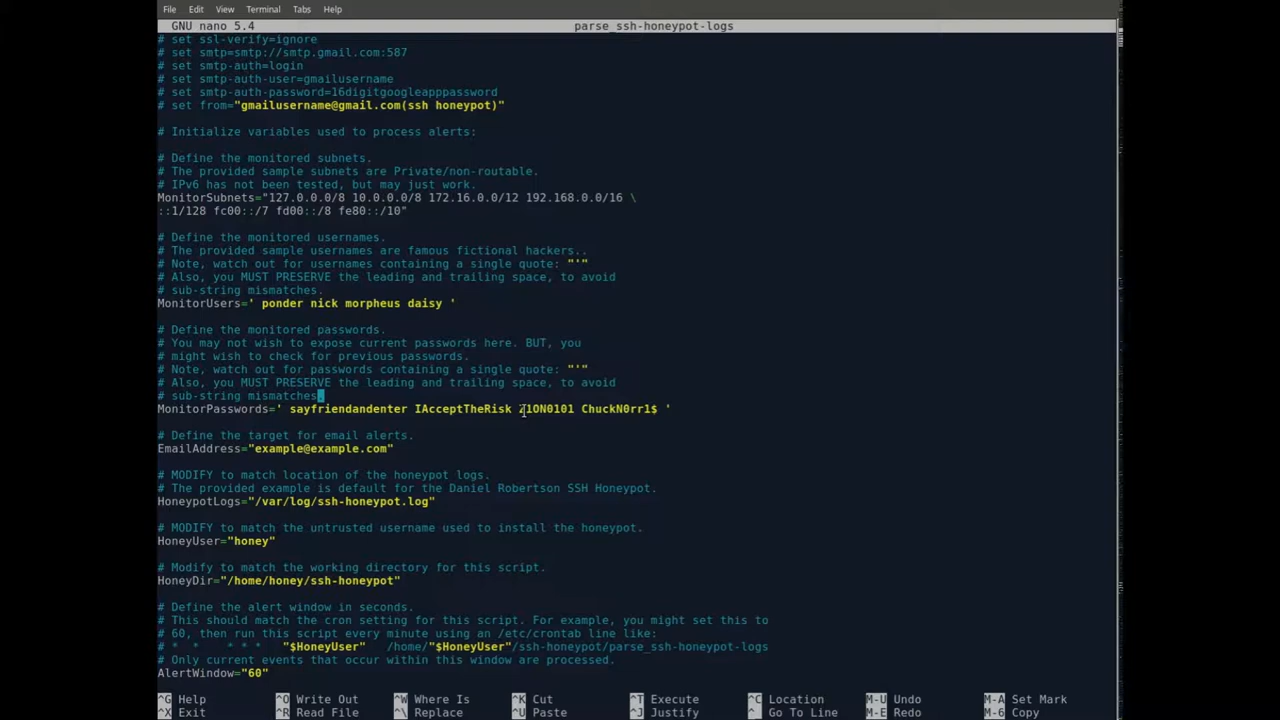 File Edit View Terminal Tabs Help
GNU nano 5.4 parse_ssh-honeypot-logs
# set ssl-verify=ignore
# set smtp=smtp://smtp.gmail.com:587
# set smtp-auth=login
# set smtp-auth-user=gmailusername
# set smtp-auth-password=16digitgoogleapppassword
# set from="gmailusername@gmail.com(ssh honeypot)"
# Initialize variables used to process alerts:
# Define the monitored subnets.
# The provided sample subnets are Private/non-routable.
# IPv6 has not been tested, but may just work.
MonitorSubnets="127.0.0.0/8 10.0.0.0/8 172.16.0.0/12 192.168.0.0/16 \
::1/128 fc00::/7 fd00::/8 fe80::/10"
# Define the monitored usernames.
# The provided sample usernames are famous fictional hackers..
# Note, watch out for usernames containing a single quote: "'"
# Also, you MUST PRESERVE the leading and trailing space, to avoid
# sub-string mismatches.
MonitorUsers=' ponder nick morpheus daisy '
# Define the monitored passwords.
# You may not wish to expose current passwords here. BUT, you
# might wish to check for previous passwords.
# Note, watch out for passwords containing a single quote: "'"
# Also, you MUST PRESERVE the leading and trailing space, to avoid
# sub-string mismatches.
MonitorPasswords=' sayfriendandenter IAcceptTheRisk Z1ON0101 ChuckN0rr1$ '
# Define the target for email alerts.
EmailAddress="example@example.com"
# MODIFY to match location of the honeypot logs.
# The provided example is default for the Daniel Robertson SSH Honeypot.
HoneypotLogs="/var/log/ssh-honeypot.log"
# MODIFY to match the untrusted username used to install the honeypot.
HoneyUser="honey"
# Modify to match the working directory for this script.
HoneyDir="/home/honey/ssh-honeypot"
# Define the alert window in seconds.
# This should match the cron setting for this script. For example, you might set this to
# 60, then run this script every minute using an /etc/crontab line like:
# * * * * * "$HoneyUser" /home/"$HoneyUser"/ssh-honeypot/parse_ssh-honeypot-logs
# Only current events that occur within this window are processed.
AlertWindow="60"
^G Help ^O Write Out ^W Where Is ^K Cut ^T Execute ^C Location M-U Undo M-A Set Mark
^X Exit ^R Read File ^\ Replace ^U Paste ^J Justify ^_ Go To Line M-E Redo M-6 Copy